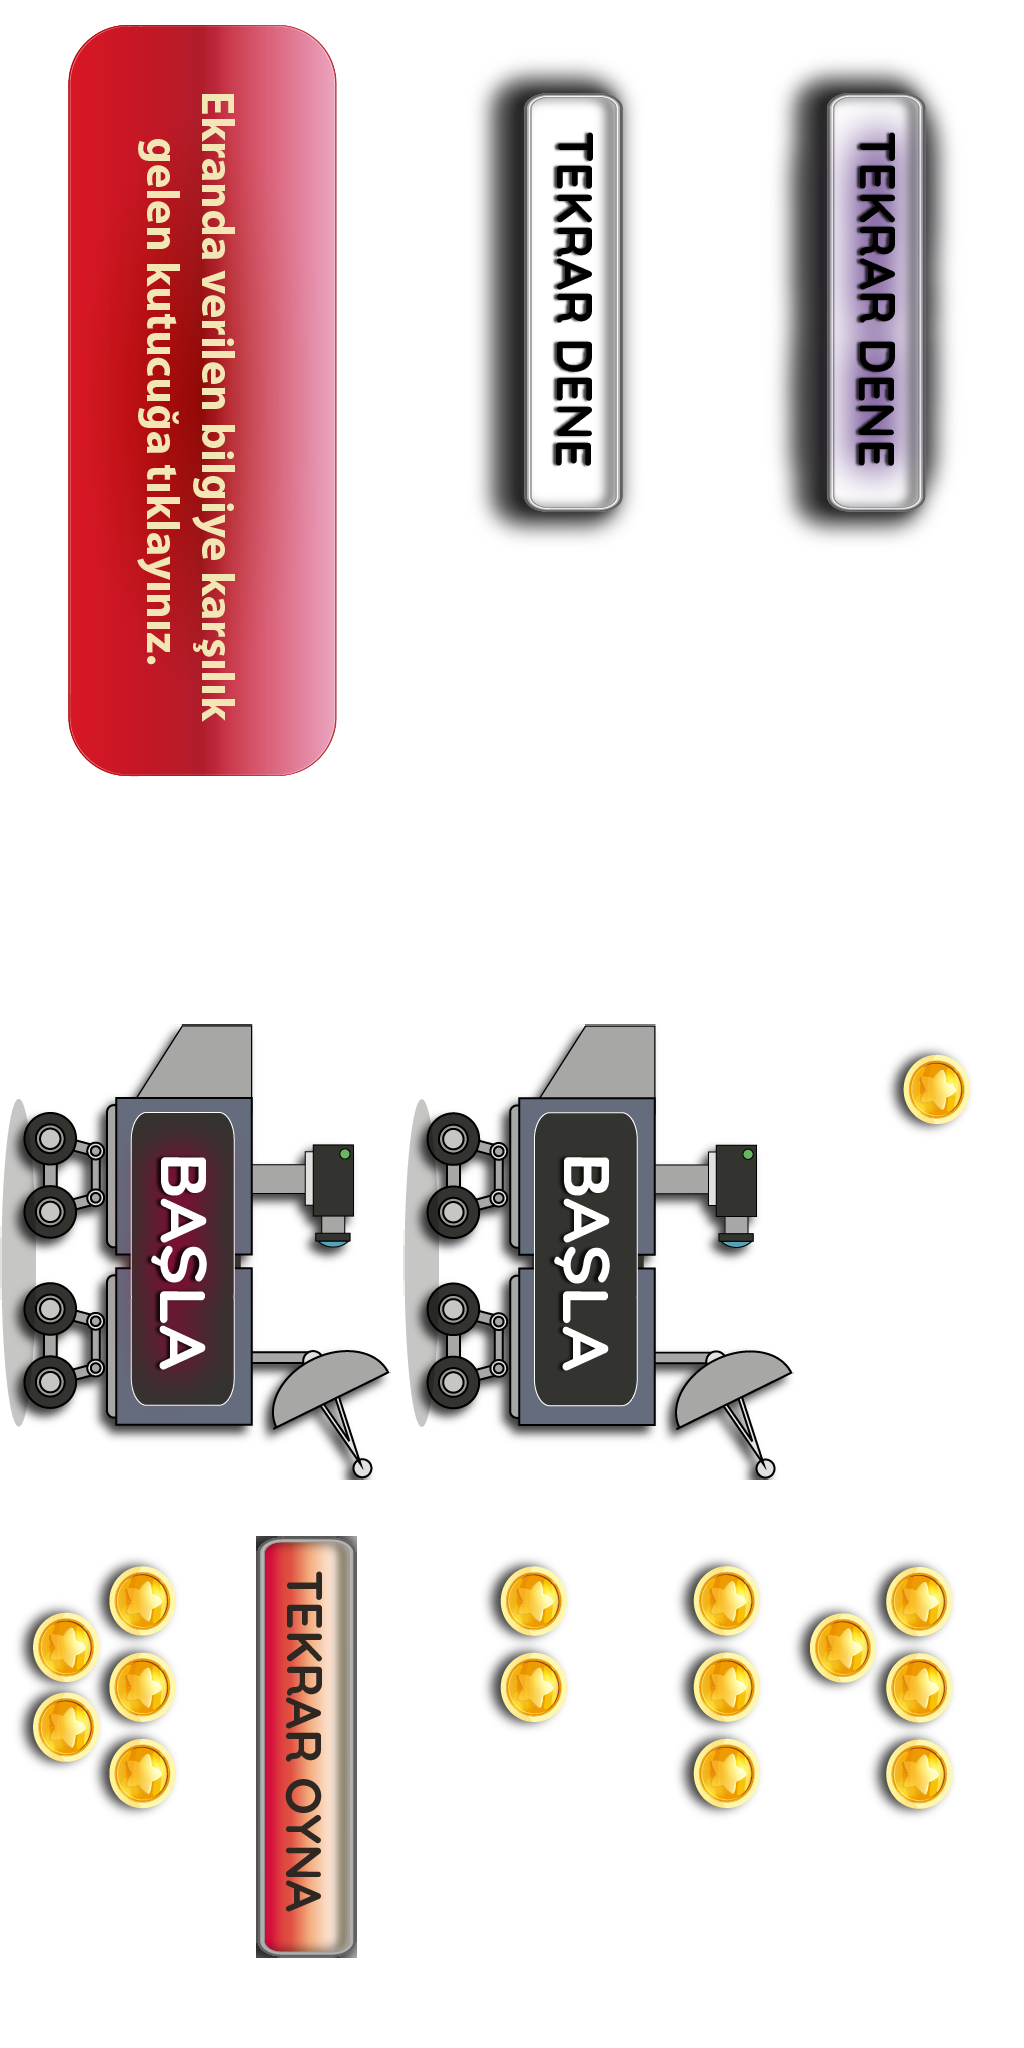 Ekranda verilen bilgiye karşılık
gelen kutucuğa tıklayınız.
TEKRAR DENE
TEKRAR DENE
BAŞLA
BAŞLA
TEKRAR OYNA